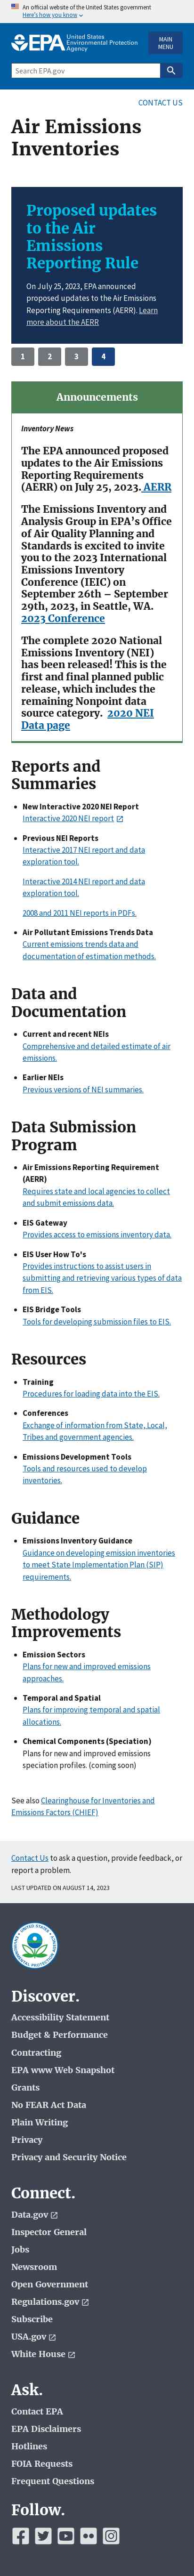 An official website of the United States government
Here's how you know
EPA
United States
Environmental Protection
Agency
MAIN
MENU
Search EPA.gov
CONTACT US
Air Emissions
Inventories
Proposed updates
to the Air
Emissions
Reporting Rule
On July 25, 2023, EPA announced
proposed updates to the Air Emissions
Reporting Requirements (AERR). Learn
more about the AERR
1 2 3 4
Announcements
Inventory News
The EPA announced proposed
updates to the Air Emissions
Reporting Requirements
(AERR) on July 25, 2023. AERR
The Emissions Inventory and
Analysis Group in EPA's Office
of Air Quality Planning and
Standards is excited to invite
you to the 2023 International
Emissions Inventory
Conference (IEIC) on
September 26th – September
29th, 2023, in Seattle, WA.
2023 Conference
The complete 2020 National
Emissions Inventory (NEI)
has been released! This is the
first and final planned public
release, which includes the
remaining Nonpoint data
source category. 2020 NEI
Data page
Reports and
Summaries
New Interactive 2020 NEI Report
Interactive 2020 NEI report
Previous NEI Reports
Interactive 2017 NEI report and data
exploration tool.
Interactive 2014 NEI report and data
exploration tool.
2008 and 2011 NEI reports in PDFs.
Air Pollutant Emissions Trends Data
Current emissions trends data and
documentation of estimation methods.
Data and
Documentation
Current and recent NEIs
Comprehensive and detailed estimate of air
emissions.
Earlier NEIs
Previous versions of NEI summaries.
Data Submission
Program
Air Emissions Reporting Requirement
(AERR)
Requires state and local agencies to collect
and submit emissions data.
EIS Gateway
Provides access to emissions inventory data.
EIS User How To's
Provides instructions to assist users in
submitting and retrieving various types of data
from EIS.
EIS Bridge Tools
Tools for developing submission files to EIS.
Resources
Training
Procedures for loading data into the EIS.
Conferences
Exchange of information from State, Local,
Tribes and government agencies.
Emissions Development Tools
Tools and resources used to develop
inventories.
Guidance
Emissions Inventory Guidance
Guidance on developing emission inventories
to meet State Implementation Plan (SIP)
requirements.
Methodology
Improvements
Emission Sectors
Plans for new and improved emissions
approaches.
Temporal and Spatial
Plans for improving temporal and spatial
allocations.
Chemical Components (Speciation)
Plans for new and improved emissions
speciation profiles. (coming soon)
See also Clearinghouse for Inventories and
Emissions Factors (CHIEF)
Contact Us to ask a question, provide feedback, or
report a problem.
LAST UPDATED ON AUGUST 14, 2023
Discover.
Accessibility Statement
Budget & Performance
Contracting
EPA www Web Snapshot
Grants
No FEAR Act Data
Plain Writing
Privacy
Privacy and Security Notice
Connect.
Data.gov
Inspector General
Jobs
Newsroom
Open Government
Regulations.gov
Subscribe
USA.gov
White House
Ask.
Contact EPA
EPA Disclaimers
Hotlines
FOIA Requests
Frequent Questions
Follow.